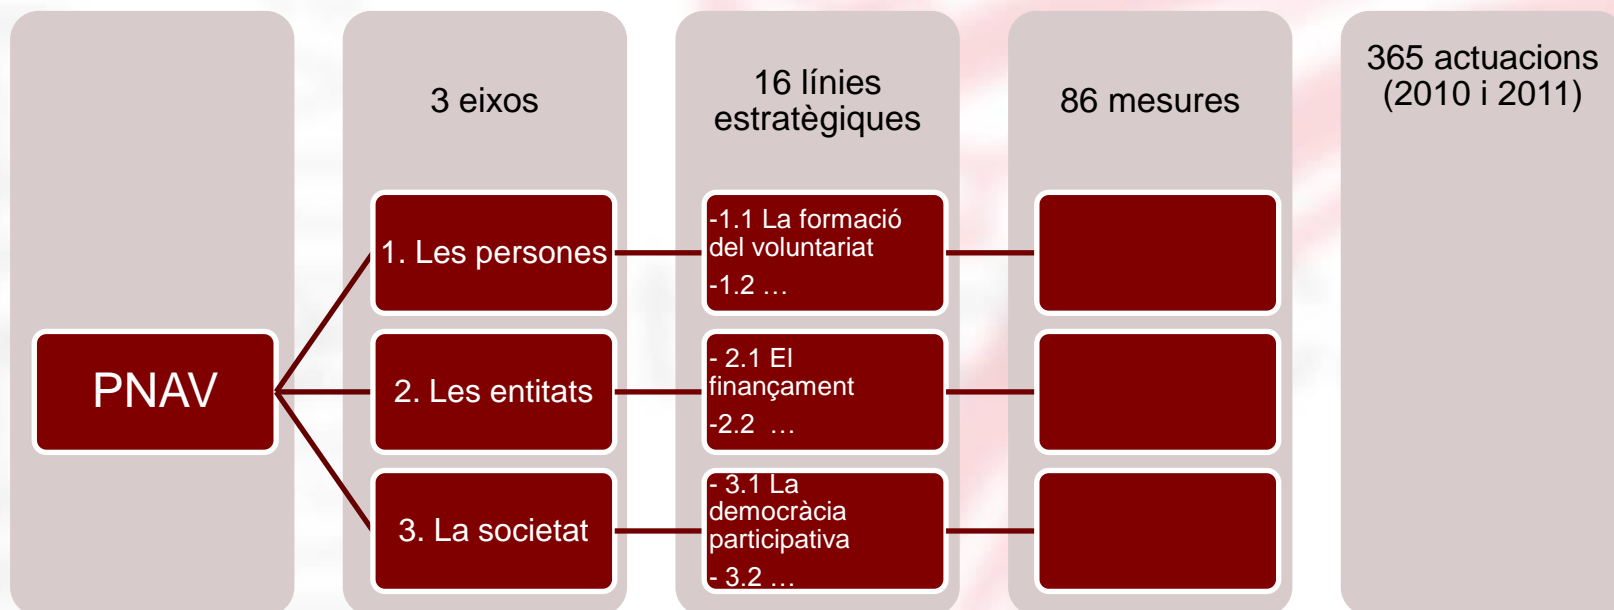 3 eixos
16 línies
estratègiques
86 mesures
365 actuacions
(2010 i 2011)
PNAV
1. Les persones
-1.1 La formació
del voluntariat
-1.2 …
2. Les entitats
- 2.1 El
finançament
-2.2 …
3. La societat
- 3.1 La
democràcia
participativa
- 3.2 …